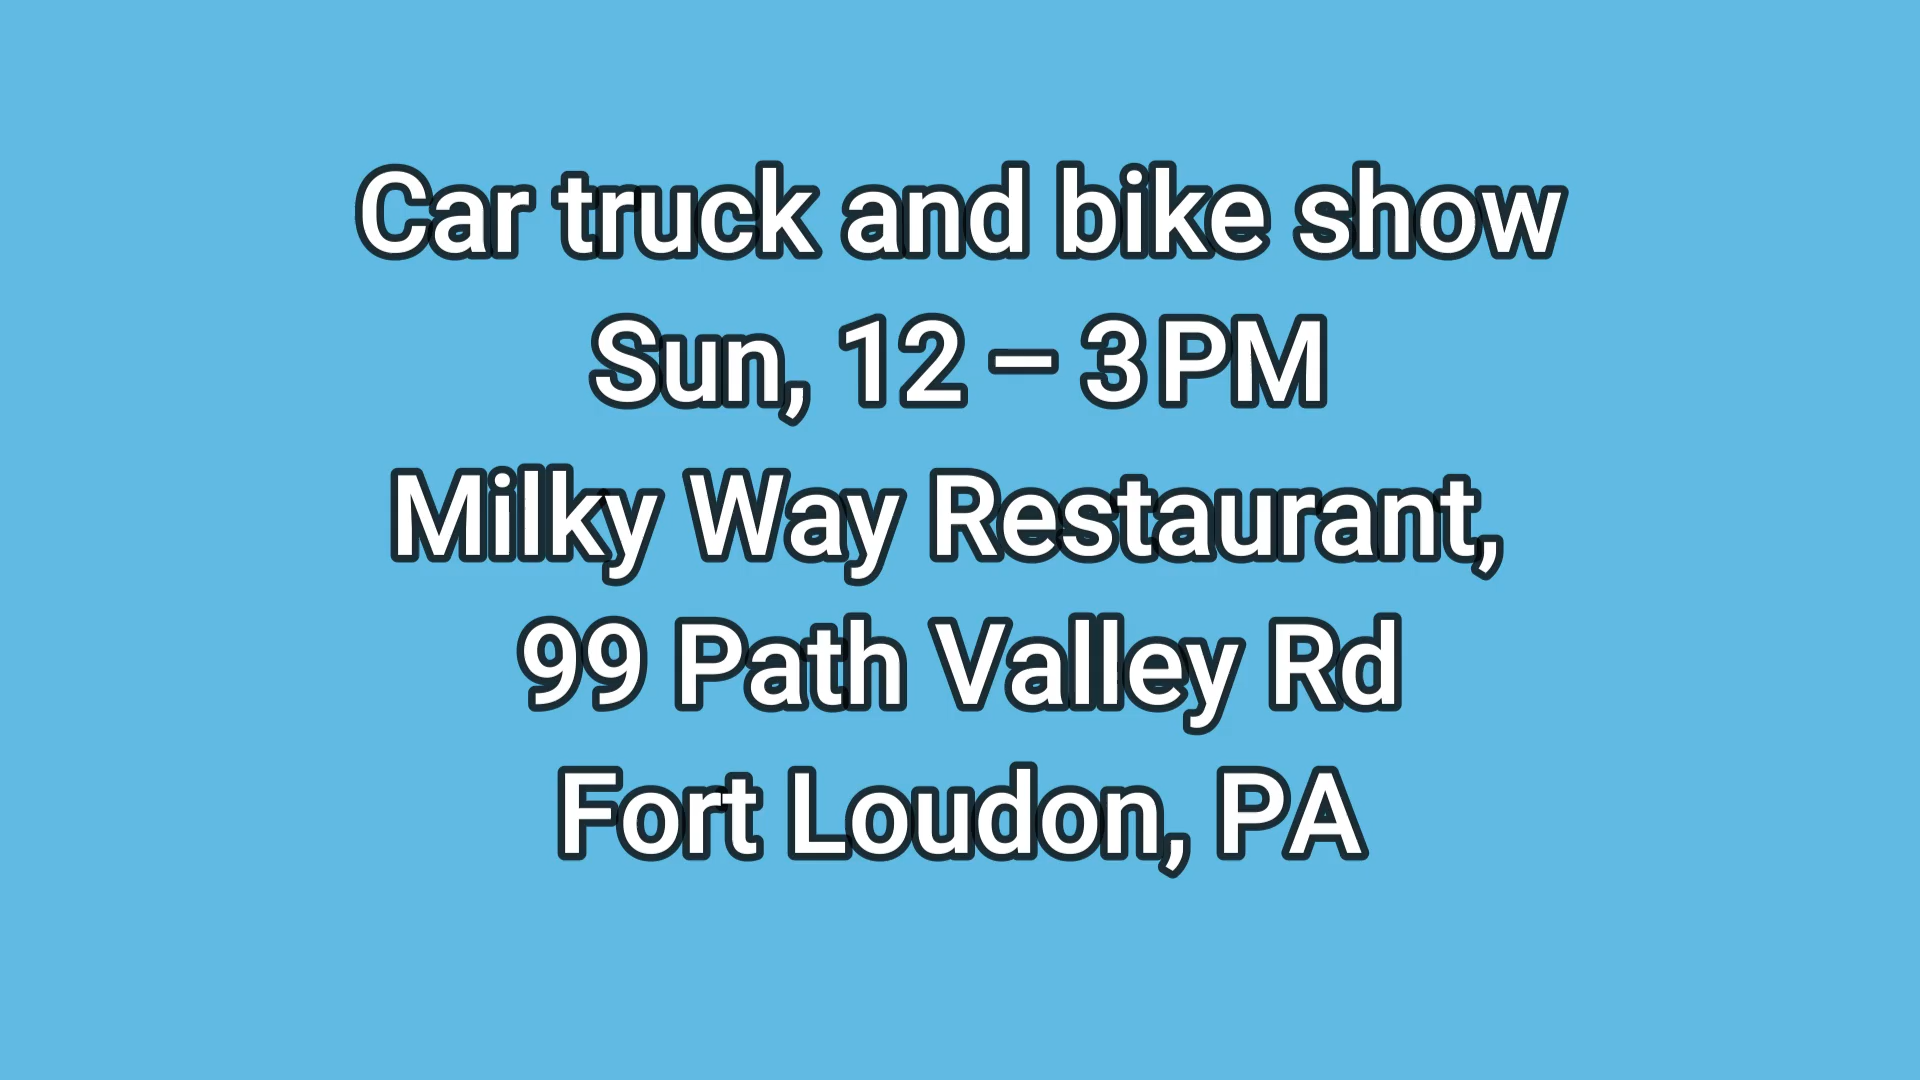 Car truck and bike show
Sun, 12 – 3 PM
Milky Way Restaurant,
99 Path Valley Rd
Fort Loudon, PA